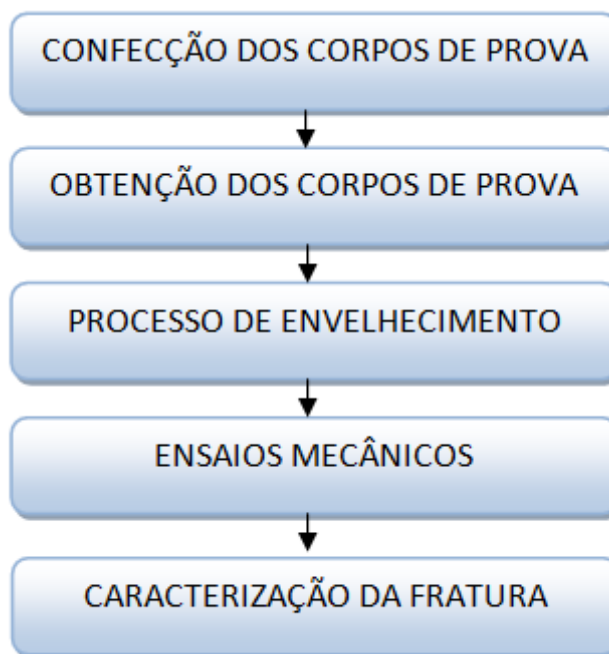 CONFECÇÃO DOS CORPOS DE PROVA
OBTENÇÃO DOS CORPOS DE PROVA
PROCESSO DE ENVELHECIMENTO
ENSAIOS MECÂNICOS
CARACTERIZAÇÃO DA FRATURA